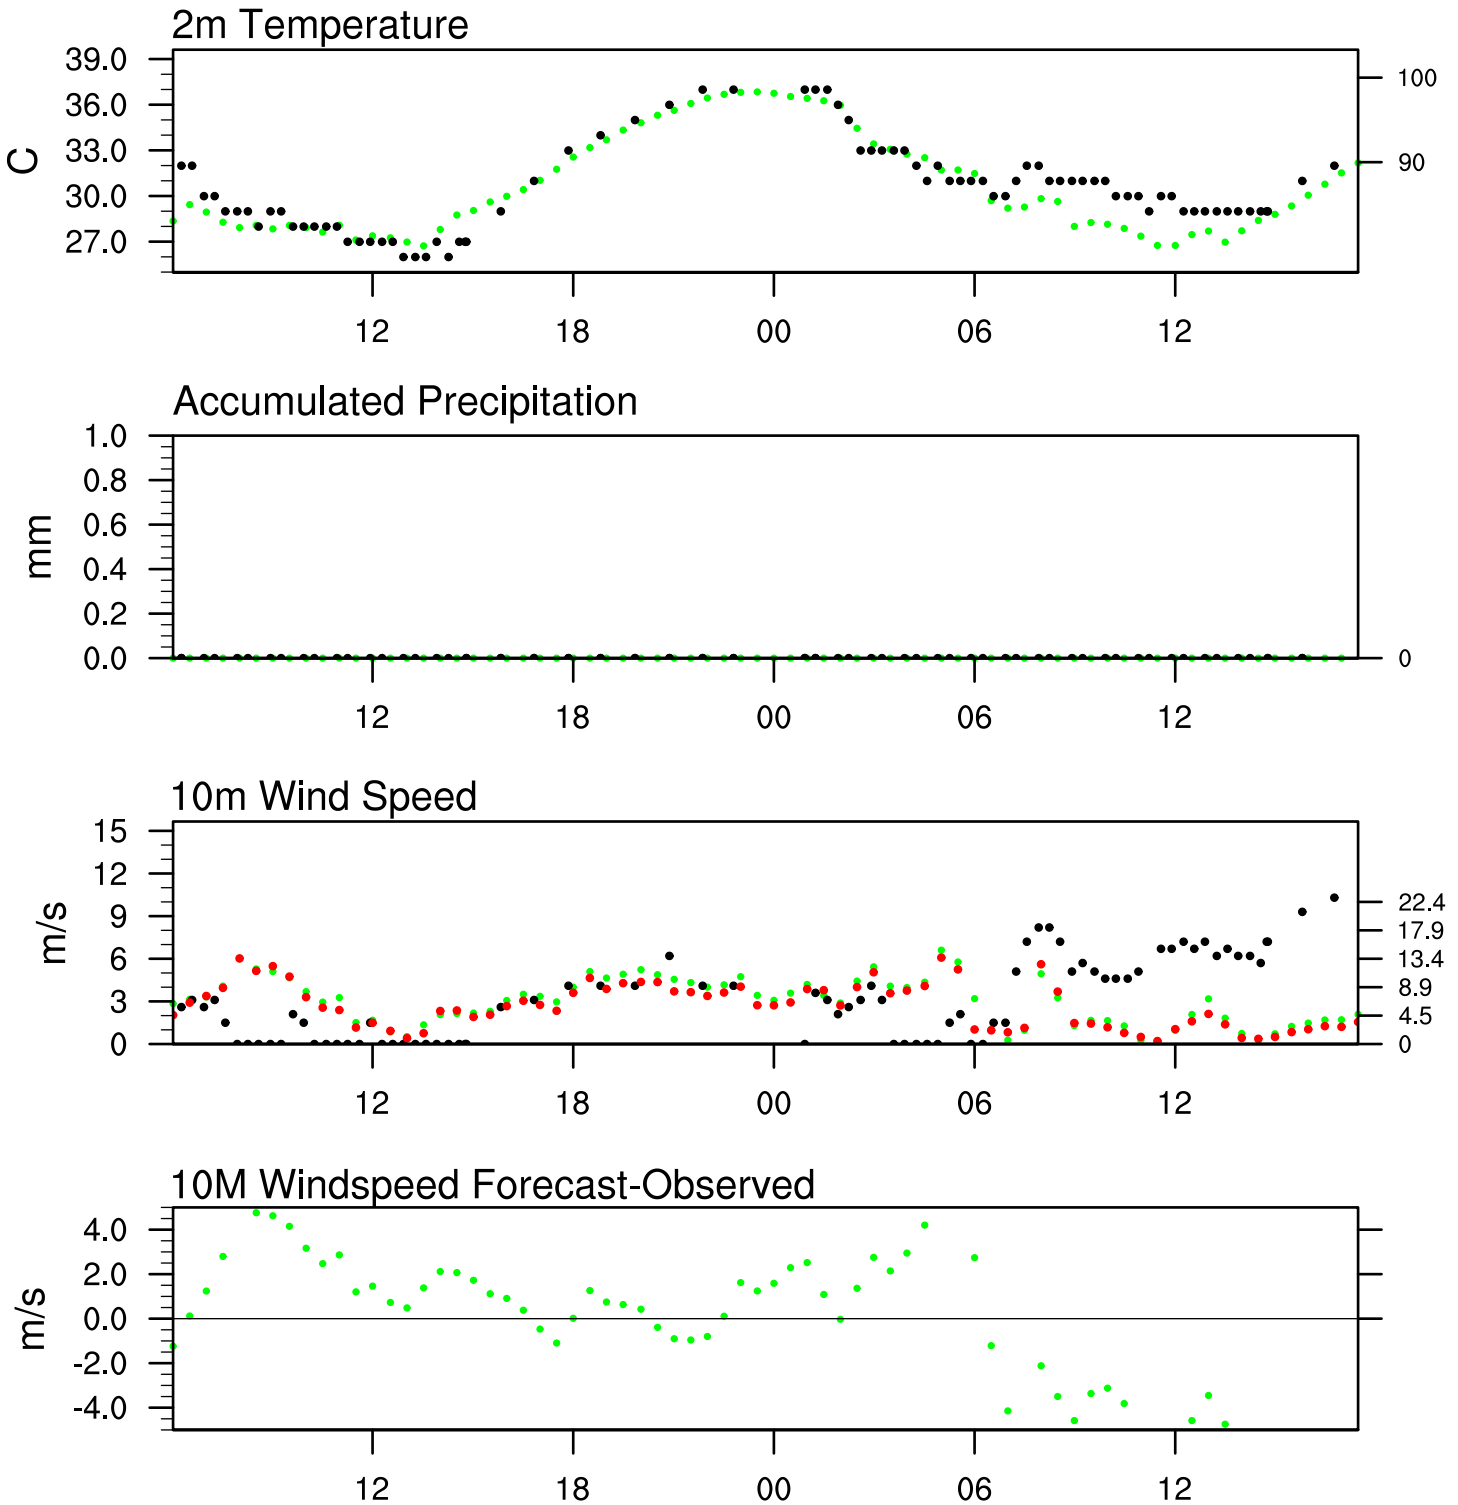 2m Temperature
39.0
36.0
33.0
30.0
27.0
C
100
90
12 18 00 06 12
Accumulated Precipitation
1.0
0.8
0.6
0.4
0.2
0.0
mm
0
12 18 00 06 12
10m Wind Speed
15
12
9
6
3
0
m/s
22.4
17.9
13.4
8.9
4.5
0
12 18 00 06 12
10M Windspeed Forecast-Observed
4.0
2.0
0.0
-2.0
-4.0
m/s
12 18 00 06 12